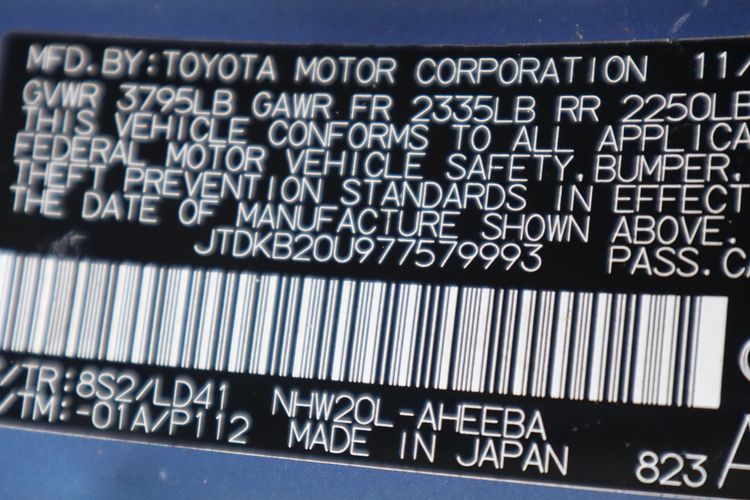 MFD.BY:TOYOTA MOTOR CORPORATION 11/
GVWR 3795LB GAWR FR 2335LB RR 2250LB
THIS VEHICLE CONFORMS TO ALL APPLICA
FEDERAL MOTOR VEHICLE SAFETY,BUMPER,
THEFT PREVENTION STANDARDS IN EFFECT
THE DATE OF MANUFACTURE SHOWN ABOVE.
JTDKB20U977579993 PASS.CA
/TR:8S2/LD41 NHW20L-AHEEBA
/TM:-01A/P112 MADE IN JAPAN 823